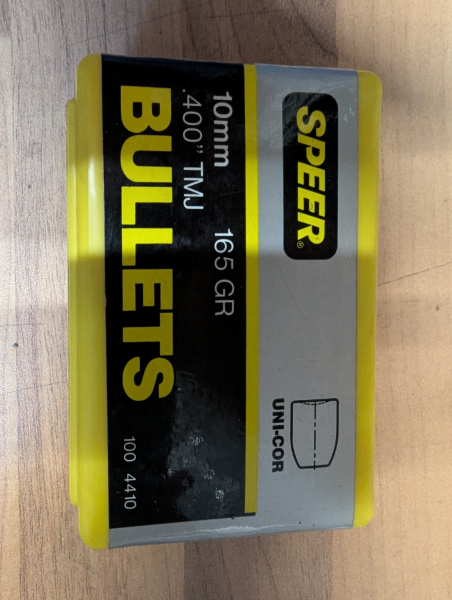 SPEER®
UNI-COR
10mm 165 GR
.400" TMJ
BULLETS
100 4410